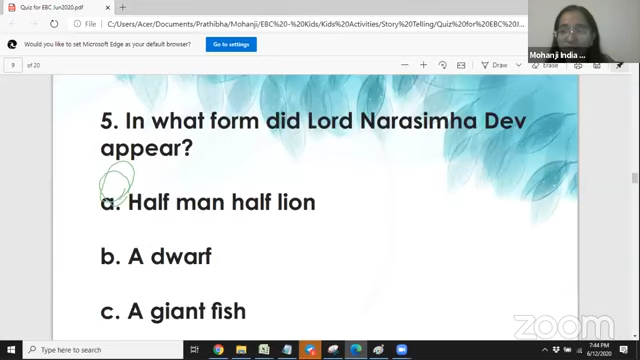 Quiz for EBC Jun2020.pdf
File
C:/Users/Acer/Documents/Prathibha/Mohanji/EBC%20-%20Kids/Kids%20Activities/Story%20Telling/Quiz%20for%20EBC%20J...
Would you like to set Microsoft Edge as your default browser?
Go to settings
Mohanji India ...
9
of 20
Erase
5. In what form did Lord Narasimha Dev
appear?
a. Half man half lion
b. A dwarf
c. A giant fish
zoom
Type here to search
7:44 PM
6/12/2020